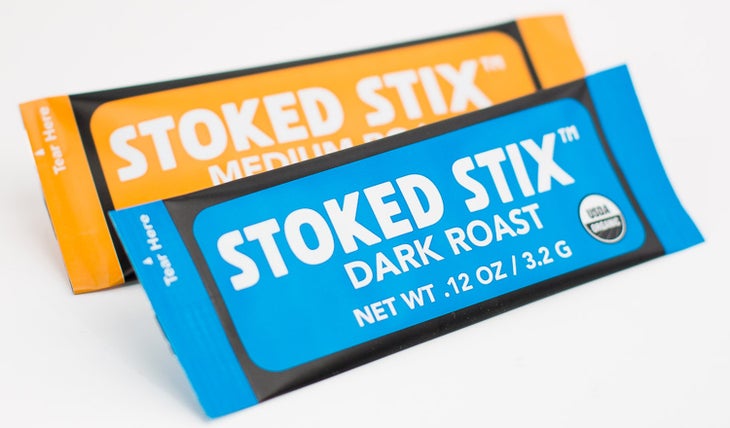 Tear Here
STOKED STIX™
MEDIUM
Tear Here
STOKED STIX™
DARK ROAST
NET WT .12 OZ / 3.2 G
USDA
ORGANIC